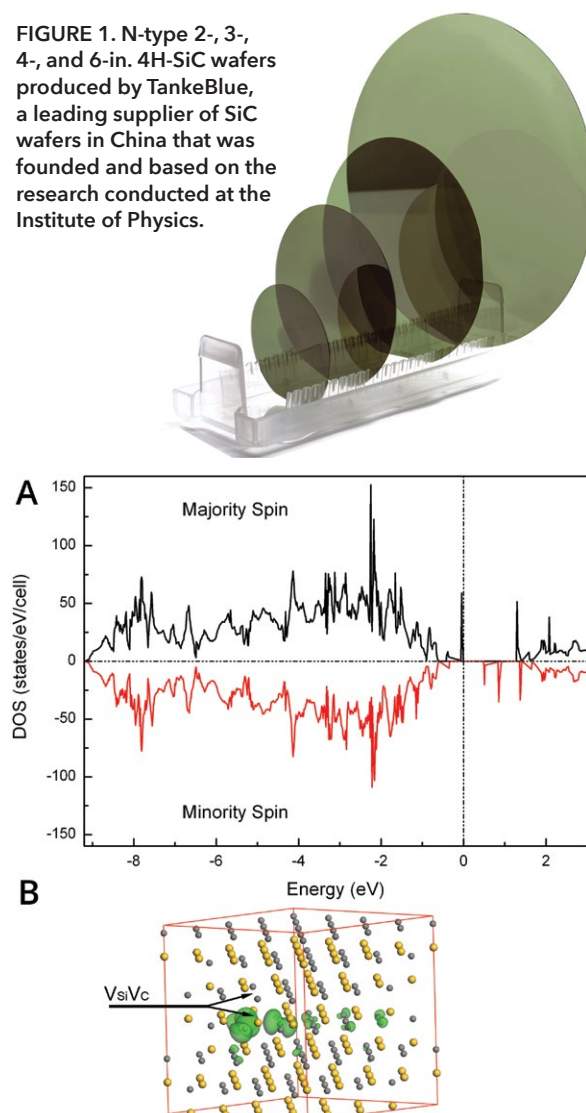 FIGURE 1. N-type 2-, 3-,
4-, and 6-in. 4H-SiC wafers
produced by TankeBlue,
a leading supplier of SiC
wafers in China that was
founded and based on the
research conducted at the
Institute of Physics.
A
150
Majority Spin
100
50
0
-50
-100
Minority Spin
-150
DOS (states/eV/cell)
-8 -6 -4 -2 0 2
Energy (eV)
B
VSiVC